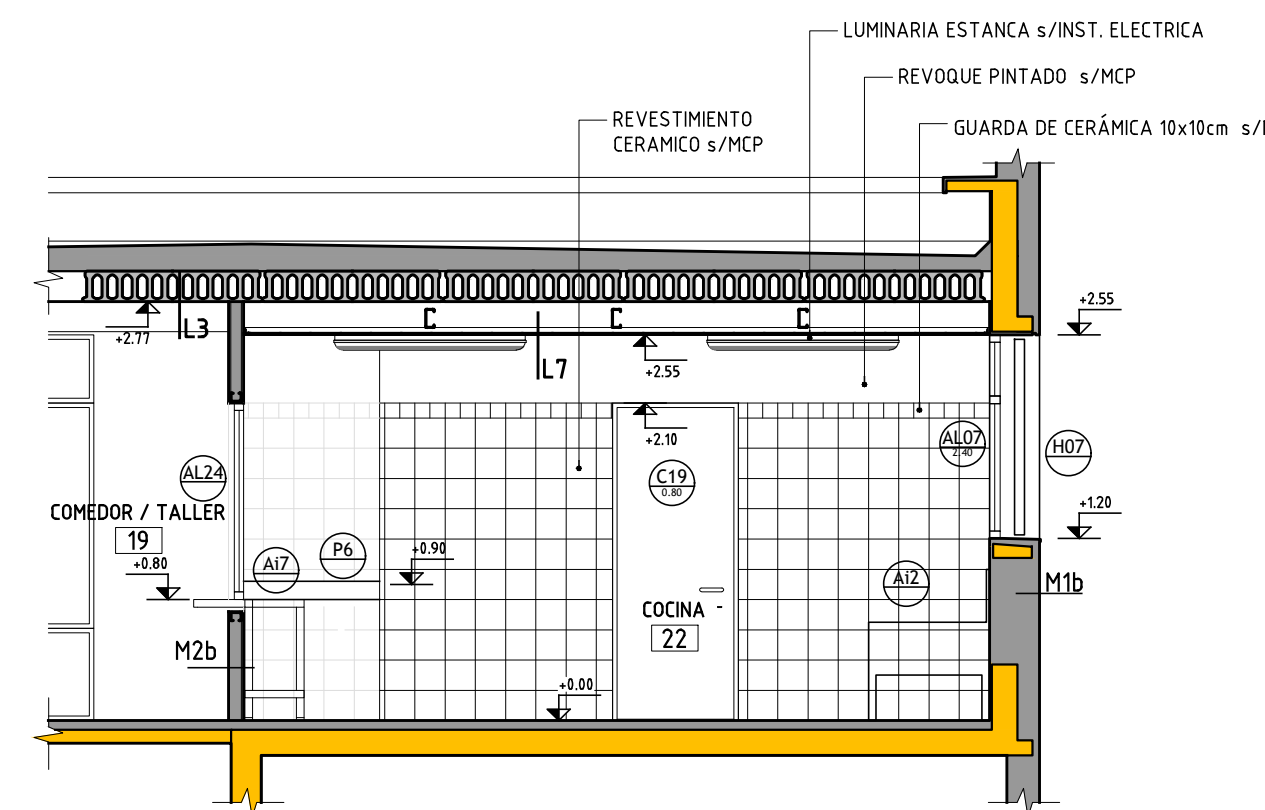 LUMINARIA ESTANCA s/INST. ELECTRICA
REVOQUE PINTADO s/MCP
REVESTIMIENTO
CERAMICO s/MCP
GUARDA DE CERÁMICA 10x10cm
+2.55
+2.77
L3
L7
+2.55
+2.10
AL07
2.40
H07
AL24
C19
0.80
+1.20
COMEDOR / TALLER
19
+0.80
P6
+0.90
Ai7
Ai2
M1b
COCINA
22
M2b
+0.00